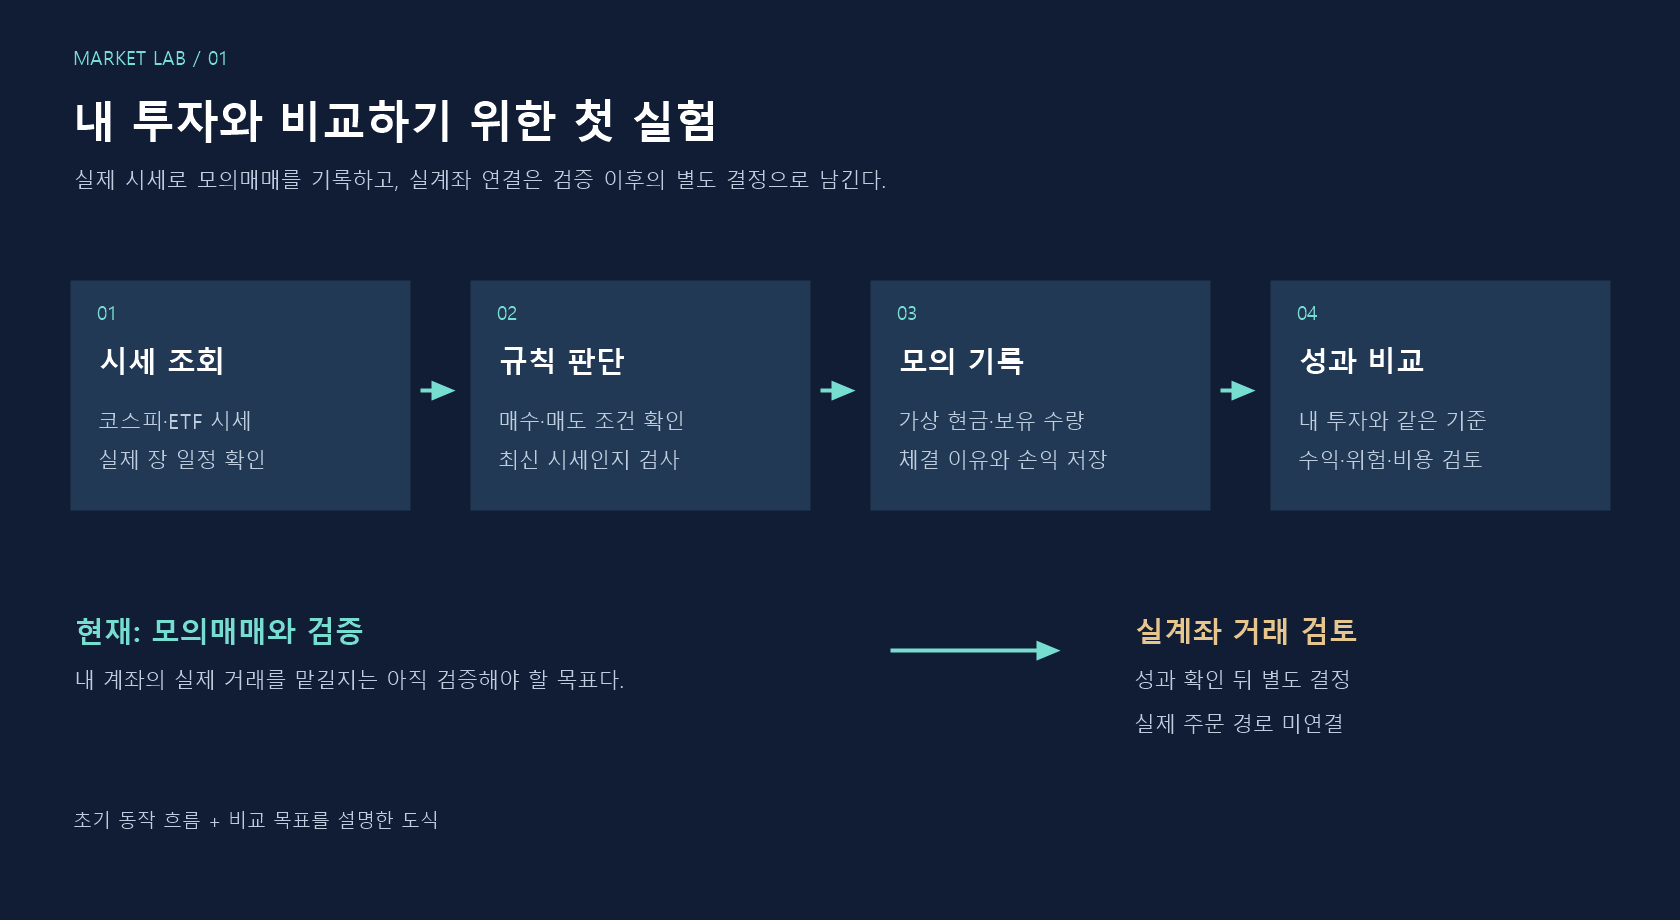 MARKET LAB / 01
내 투자와 비교하기 위한 첫 실험
실제 시세로 모의매매를 기록하고, 실계좌 연결은 검증 이후의 별도 결정으로 남긴다.
01
시세 조회
코스피·ETF 시세
실제 장 일정 확인
02
규칙 판단
매수·매도 조건 확인
최신 시세인지 검사
03
모의 기록
가상 현금·보유 수량
체결 이유와 손익 저장
04
성과 비교
내 투자와 같은 기준
수익·위험·비용 검토
현재: 모의매매와 검증
내 계좌의 실제 거래를 맡길지는 아직 검증해야 할 목표다.
실계좌 거래 검토
성과 확인 뒤 별도 결정
실제 주문 경로 미연결
초기 동작 흐름 + 비교 목표를 설명한 도식